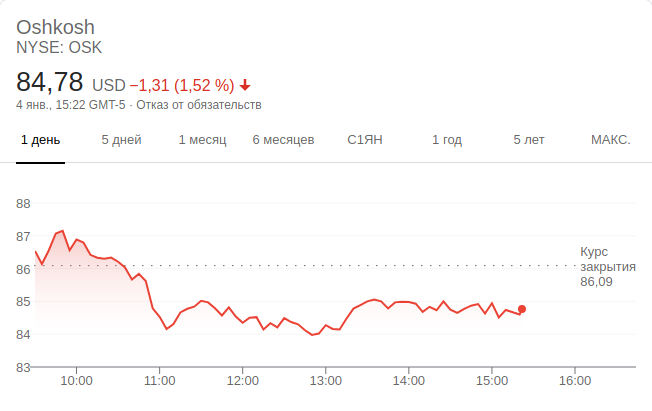 Oshkosh
NYSE: OSK
84,78 USD −1,31 (1,52 %)
4 янв., 15:22 GMT-5 · Отказ от обязательств
1 день 5 дней 1 месяц 6 месяцев С1ЯН 1 год 5 лет МАКС.
88
87
86
85
84
83
Курс
закрытия
86,09
10:00 11:00 12:00 13:00 14:00 15:00 16:00